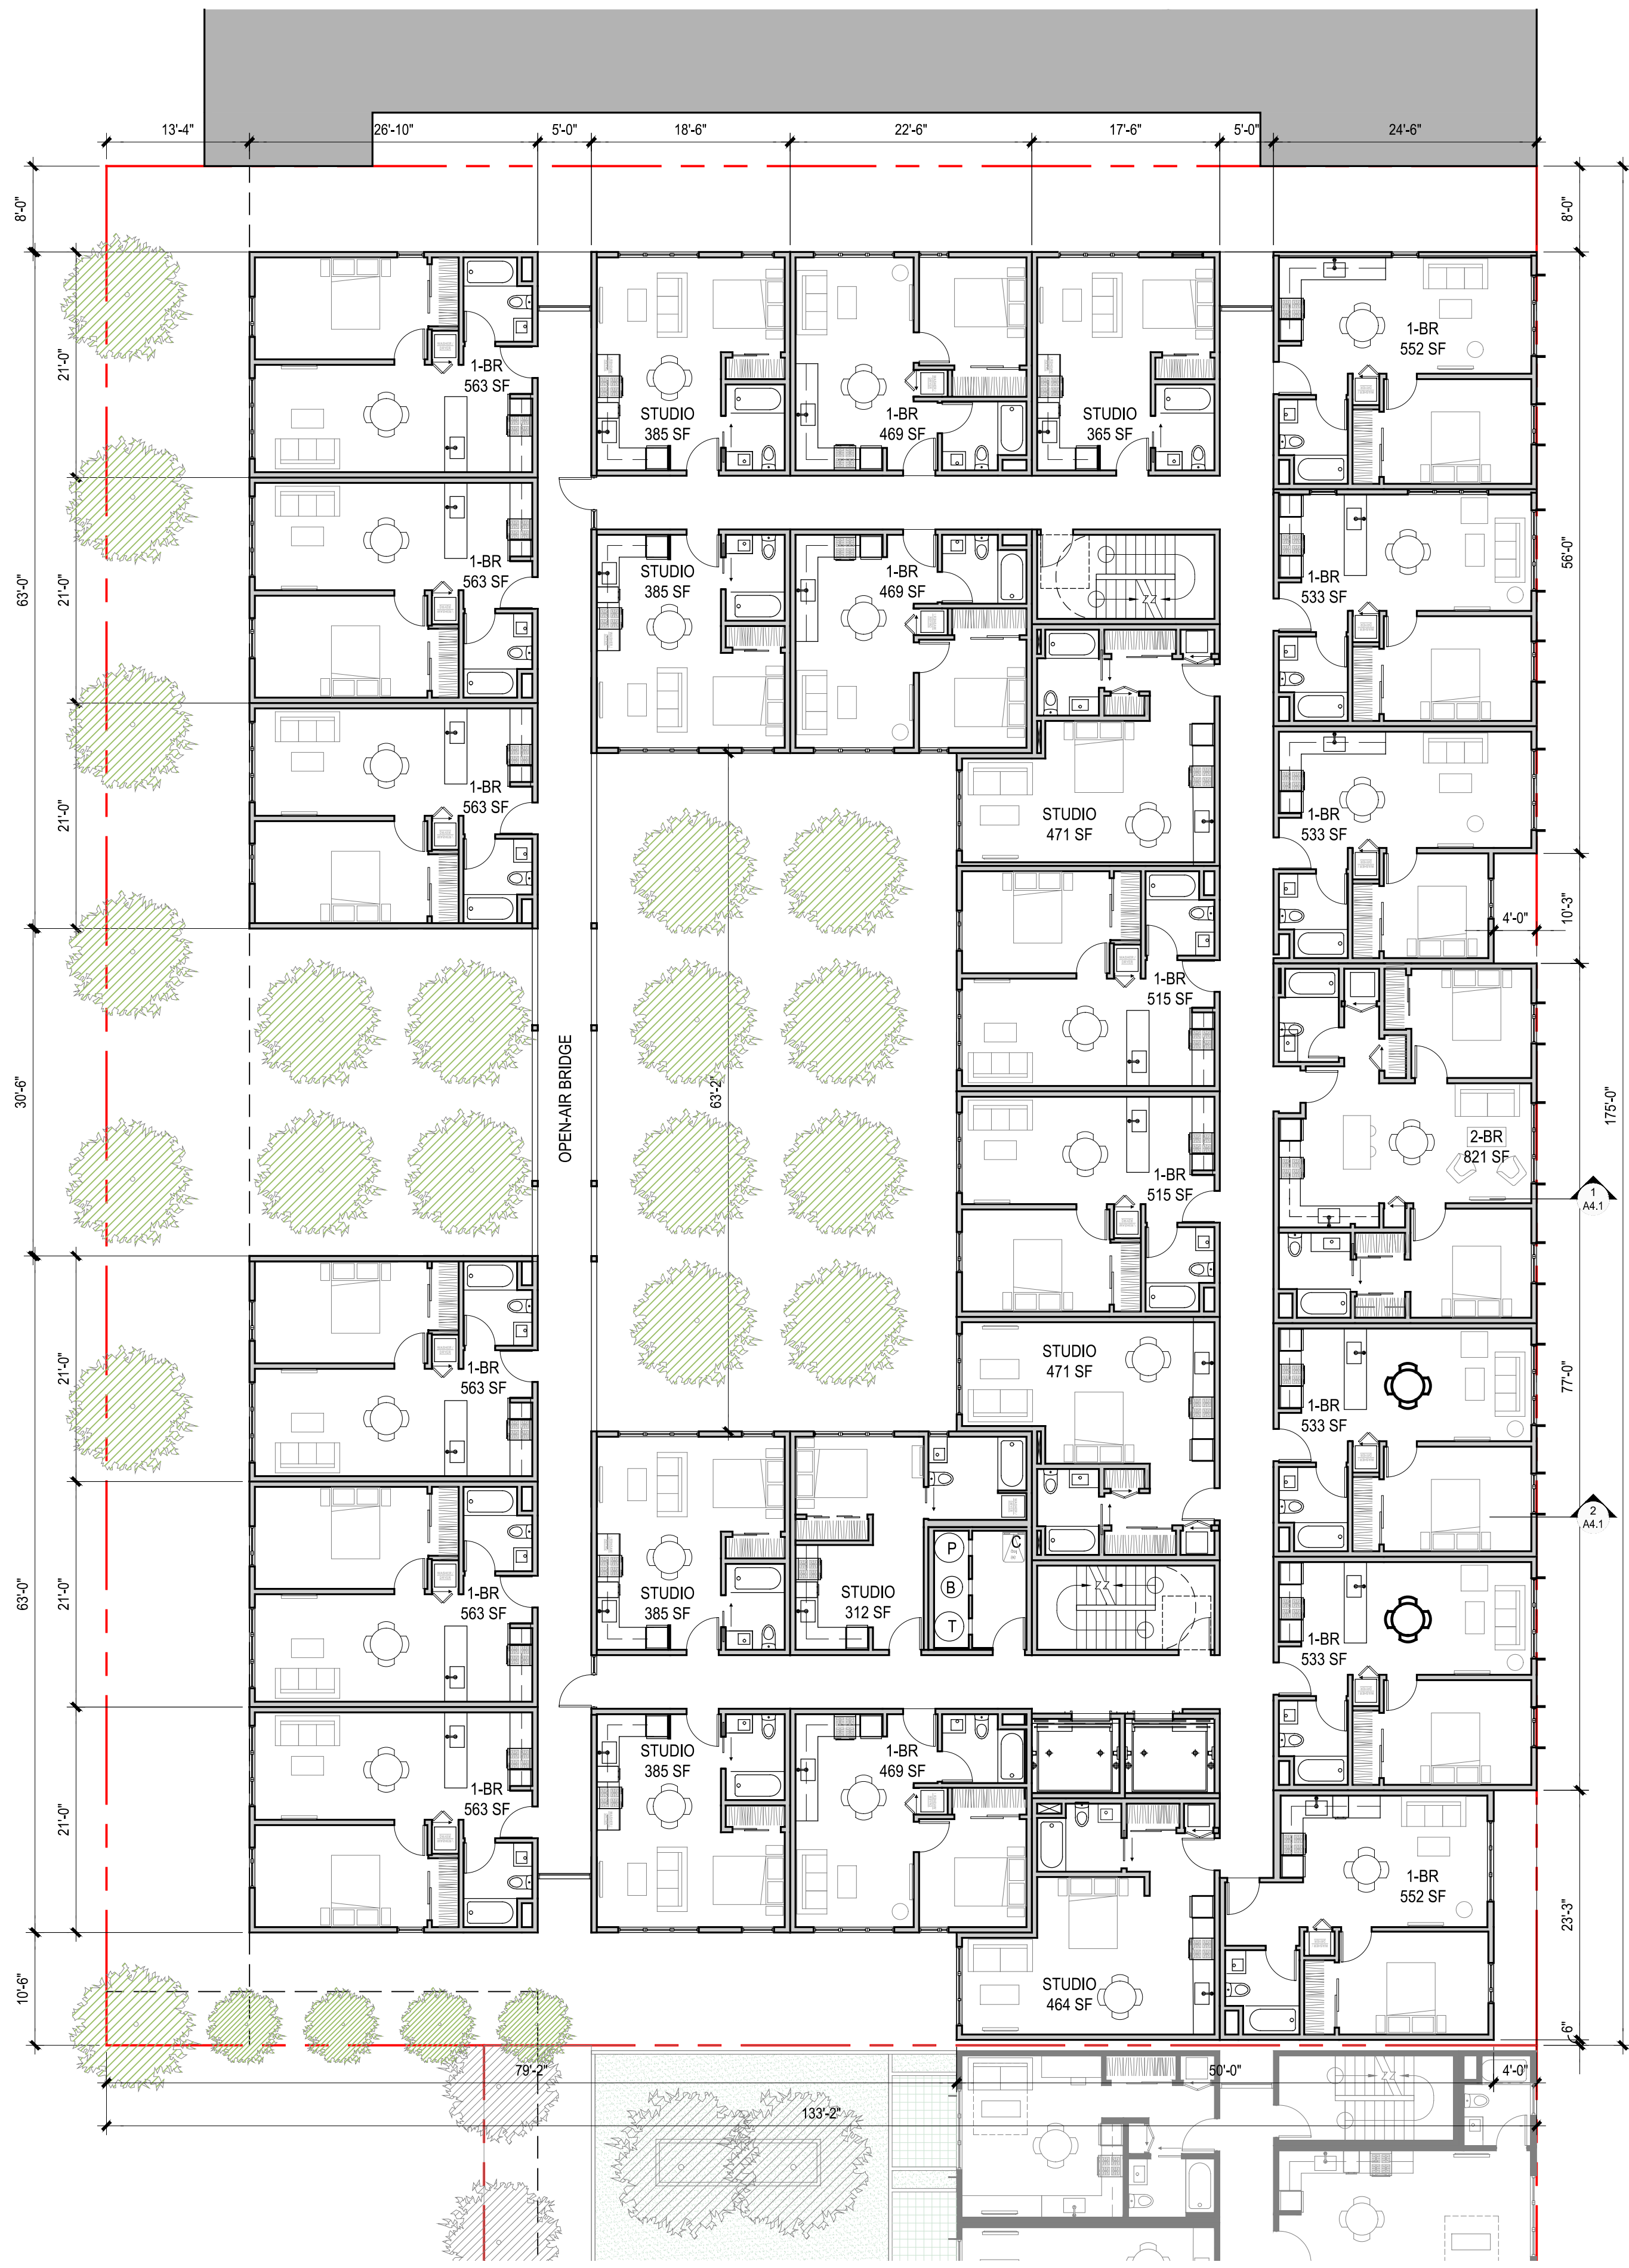 13'-4"
26'-10"
5'-0"
18'-6"
22'-6"
17'-6"
5'-0"
24'-6"
8'-0"
8'-0"
63'-0"
21'-0"
21'-0"
21'-0"
30'-6"
63'-0"
21'-0"
21'-0"
21'-0"
10'-6"
1-BR
563 SF
STUDIO
385 SF
1-BR
469 SF
STUDIO
365 SF
1-BR
552 SF
1-BR
563 SF
STUDIO
385 SF
1-BR
469 SF
1-BR
533 SF
56'-0"
1-BR
563 SF
STUDIO
471 SF
1-BR
533 SF
4'-0"
10'-3"
1-BR
515 SF
OPEN-AIR BRIDGE
63'-2"
1-BR
515 SF
2-BR
821 SF
175'-0"
1
A4.1
1-BR
563 SF
STUDIO
471 SF
1-BR
533 SF
77'-0"
2
A4.1
1-BR
563 SF
STUDIO
385 SF
STUDIO
312 SF
P
B
T
C
1-BR
533 SF
1-BR
563 SF
STUDIO
385 SF
1-BR
469 SF
1-BR
552 SF
23'-3"
STUDIO
464 SF
6"
79'-2"
50'-0"
4'-0"
133'-2"